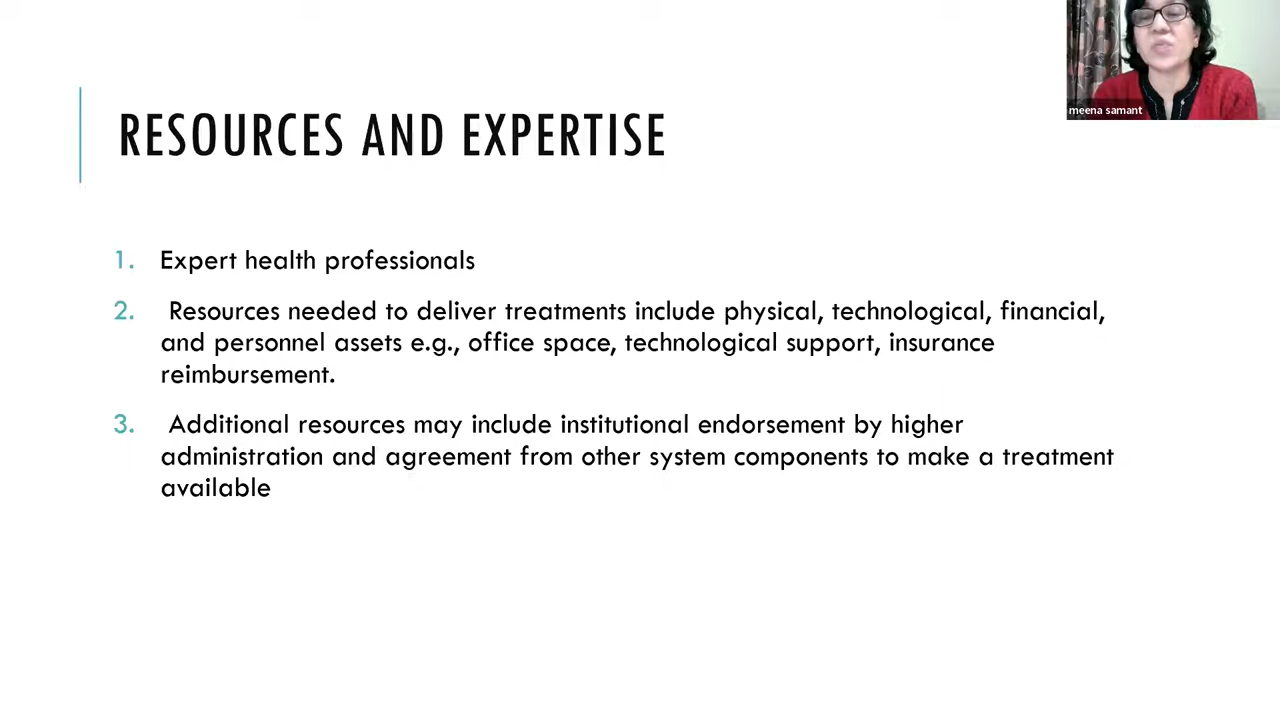 meena samant
RESOURCES AND EXPERTISE
1. Expert health professionals
2. Resources needed to deliver treatments include physical, technological, financial,
and personnel assets e.g., office space, technological support, insurance
reimbursement.
3. Additional resources may include institutional endorsement by higher
administration and agreement from other system components to make a treatment
available